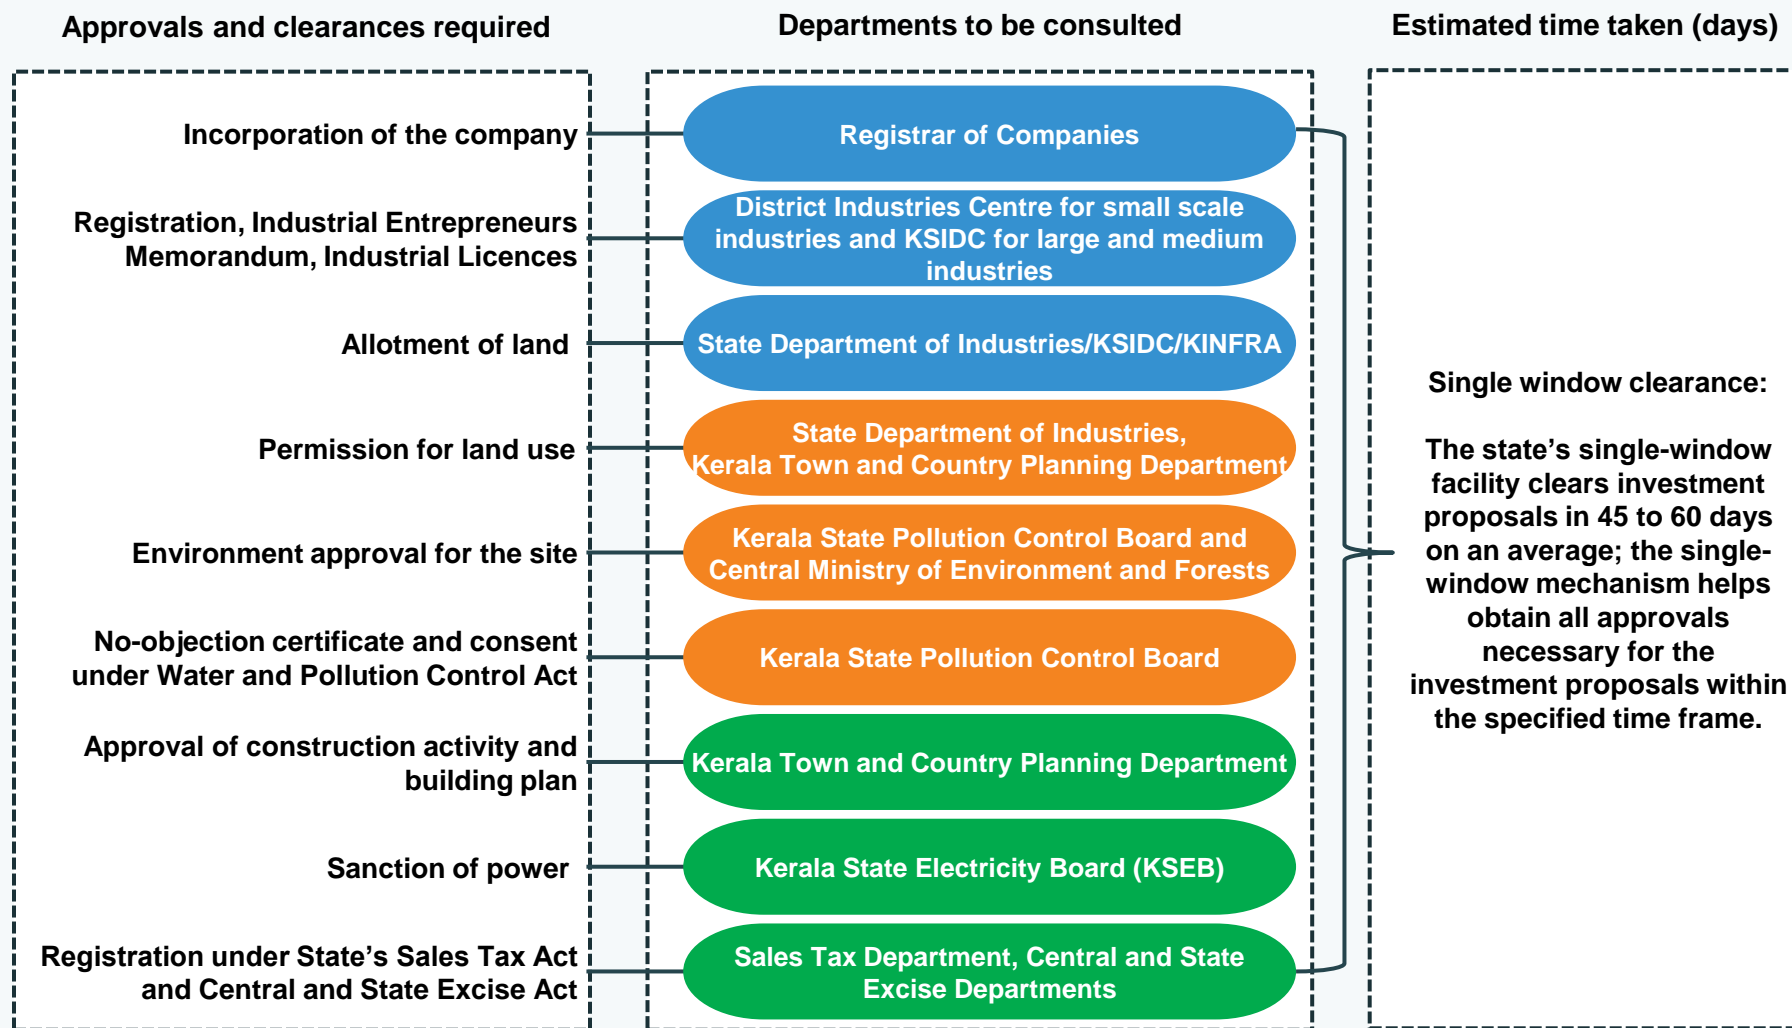 Approvals and clearances required
Departments to be consulted
Estimated time taken (days)
Incorporation of the company
Registrar of Companies
Registration, Industrial Entrepreneurs
Memorandum, Industrial Licences
District Industries Centre for small scale
industries and KSIDC for large and medium
industries
Allotment of land
State Department of Industries/KSIDC/KINFRA
Permission for land use
State Department of Industries,
Kerala Town and Country Planning Department
Environment approval for the site
Kerala State Pollution Control Board and
Central Ministry of Environment and Forests
No-objection certificate and consent
under Water and Pollution Control Act
Kerala State Pollution Control Board
Approval of construction activity and
building plan
Kerala Town and Country Planning Department
Sanction of power
Kerala State Electricity Board (KSEB)
Registration under State’s Sales Tax Act
and Central and State Excise Act
Sales Tax Department, Central and State
Excise Departments
Single window clearance:
The state’s single-window
facility clears investment
proposals in 45 to 60 days
on an average; the single-
window mechanism helps
obtain all approvals
necessary for the
investment proposals within
the specified time frame.